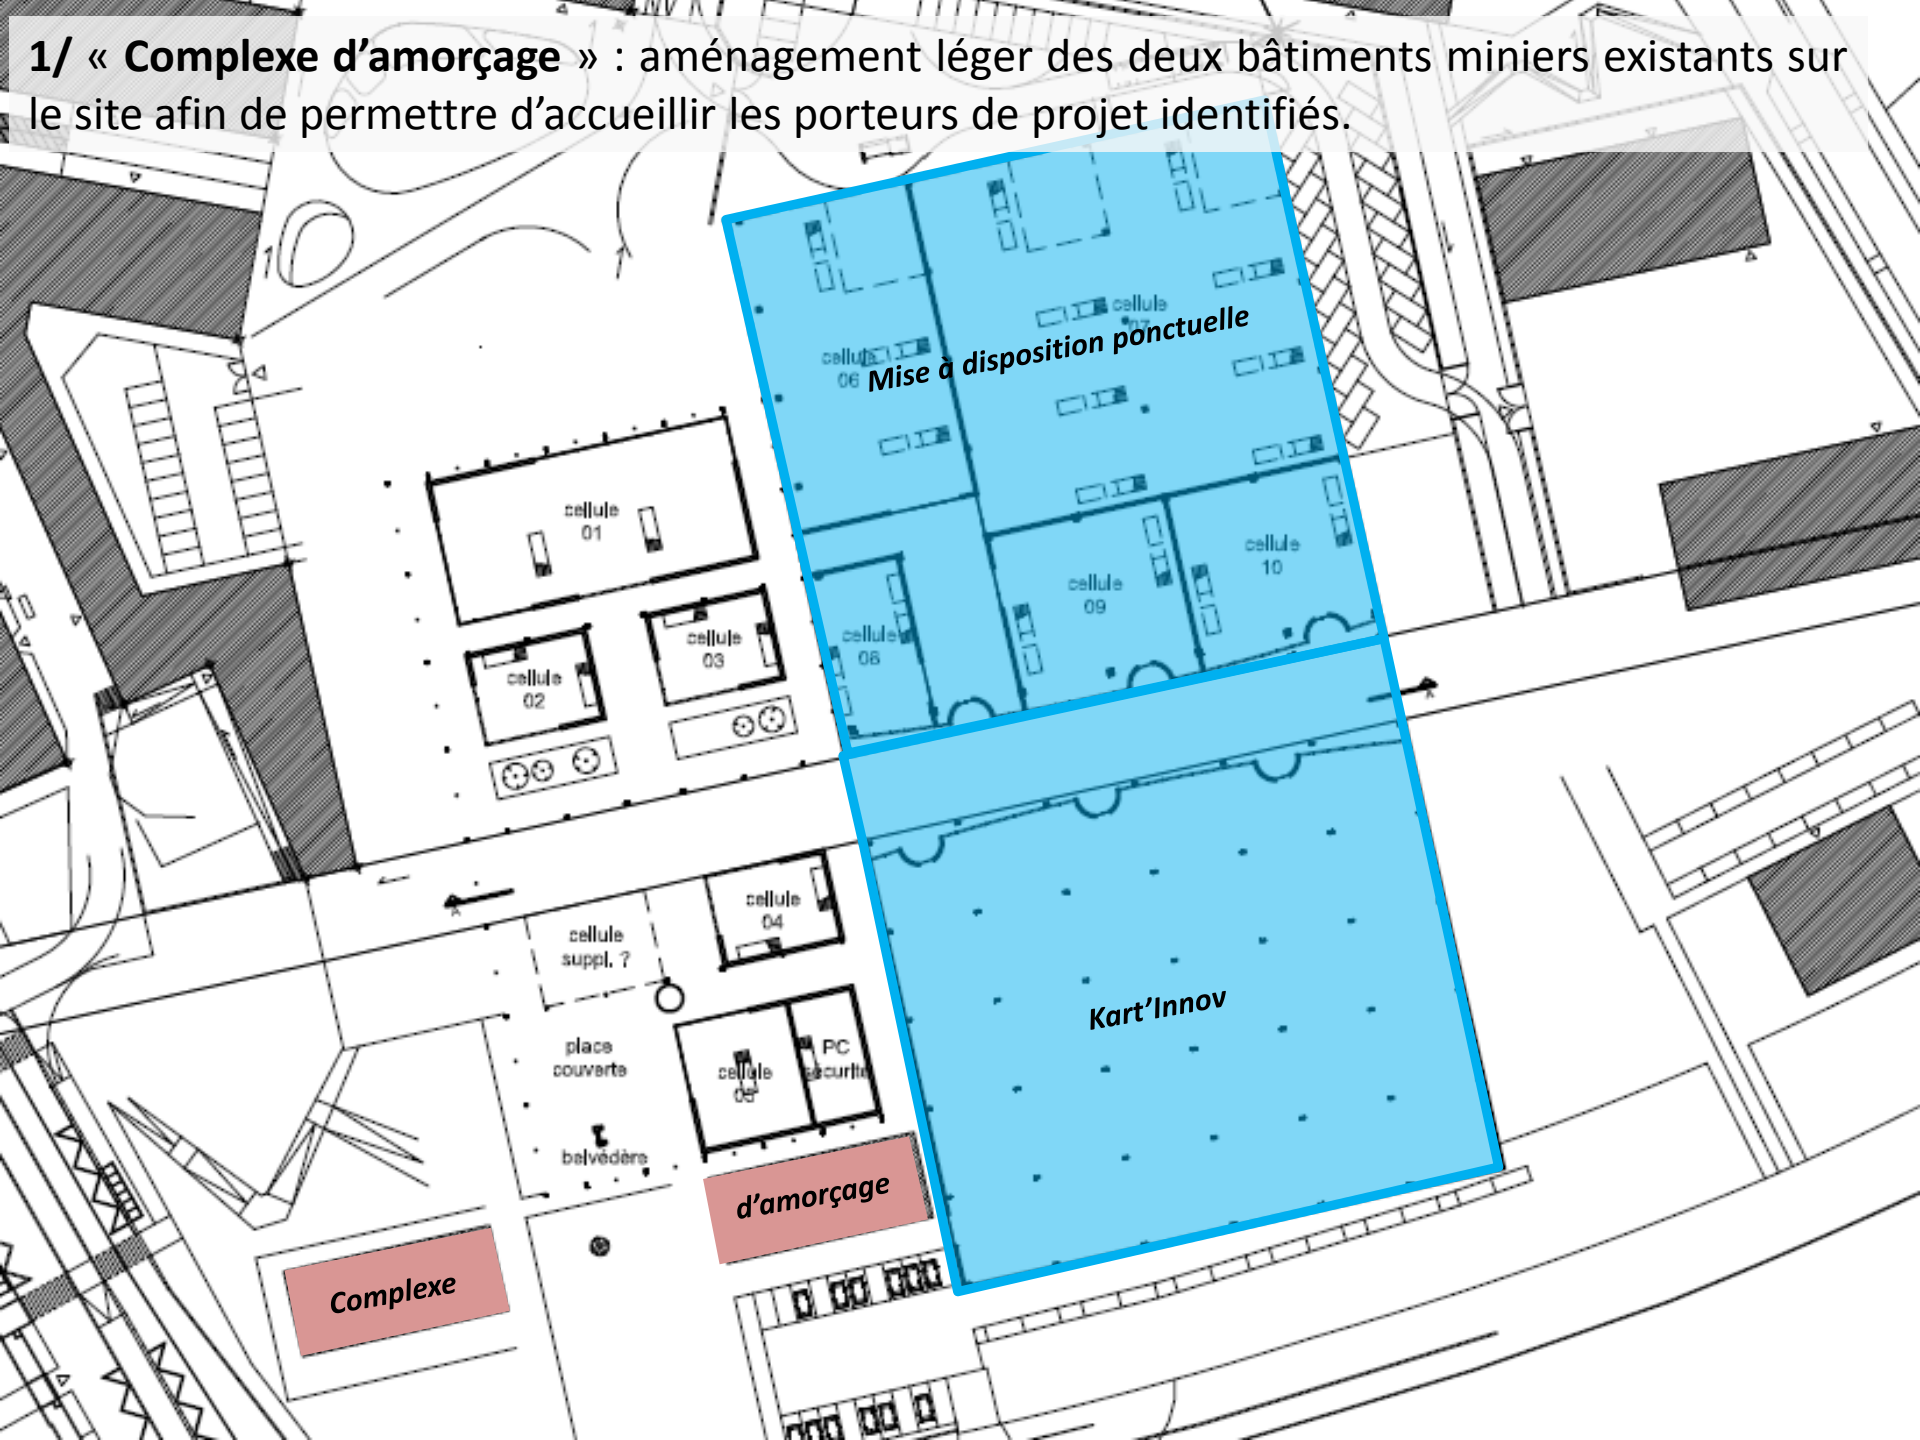 1/ « Complexe d’amorçage » : aménagement léger des deux bâtiments miniers existants sur
le site afin de permettre d’accueillir les porteurs de projet identifiés.
cellule
07
Mise à disposition ponctuelle
cellule
06
cellule
01
cellule
10
cellule
09
cellule
08
cellule
03
cellule
02
A
cellule
04
A
cellule
suppl. ?
Kart’Innov
place
couverte
cellule
05
PC
sécurité
belvédère
d’amorçage
Complexe